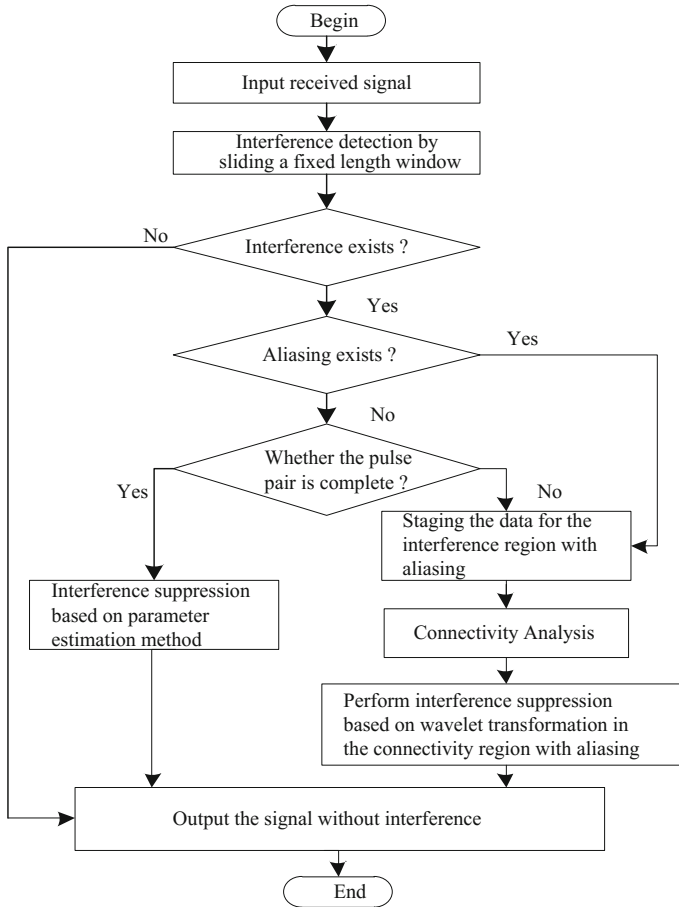 Begin
Input received signal
Interference detection by
sliding a fixed length window
No
Interference exists ?
Yes
Aliasing exists ?
Yes
No
Whether the pulse
pair is complete ?
Yes
No
Staging the data for the
interference region with
aliasing
Interference suppression
based on parameter
estimation method
Connectivity Analysis
Perform interference suppression
based on wavelet transformation in
the connectivity region with aliasing
Output the signal without interference
End